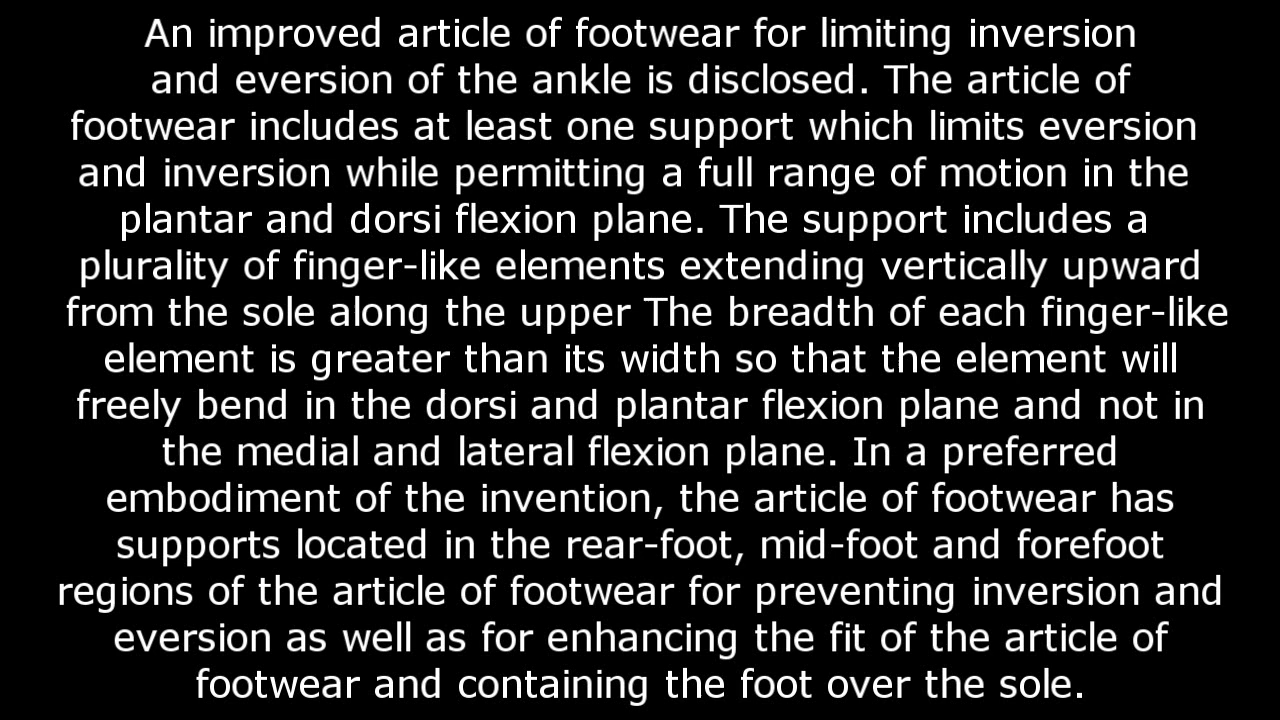 An improved article of footwear for limiting inversion
and eversion of the ankle is disclosed. The article of
footwear includes at least one support which limits eversion
and inversion while permitting a full range of motion in the
plantar and dorsi flexion plane. The support includes a
plurality of finger-like elements extending vertically upward
from the sole along the upper The breadth of each finger-like
element is greater than its width so that the element will
freely bend in the dorsi and plantar flexion plane and not in
the medial and lateral flexion plane. In a preferred
embodiment of the invention, the article of footwear has
supports located in the rear-foot, mid-foot and forefoot
regions of the article of footwear for preventing inversion and
eversion as well as for enhancing the fit of the article of
footwear and containing the foot over the sole.